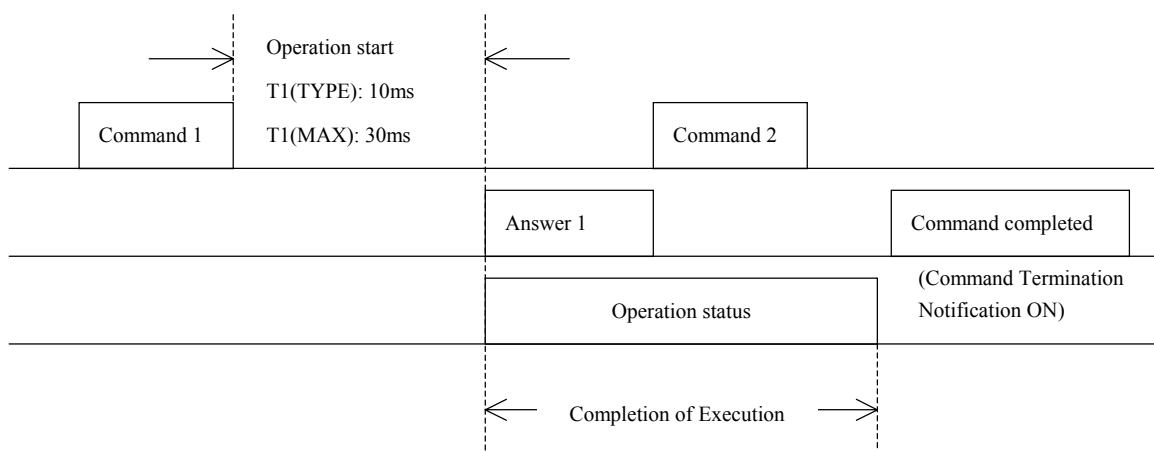 Operation start
T1(TYPE): 10ms
T1(MAX): 30ms
Command 1
Command 2
Answer 1
Command completed
(Command Termination
Notification ON)
Operation status
Completion of Execution